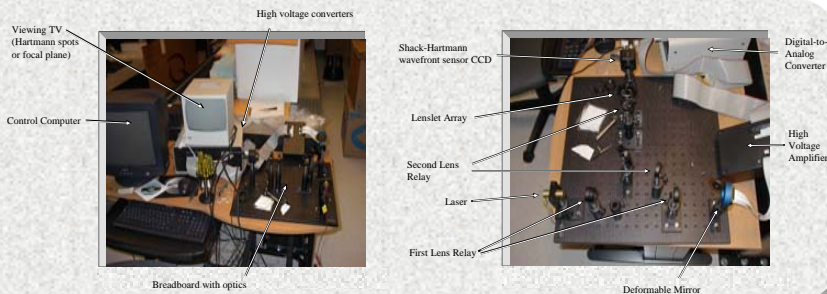 High voltage converters
Viewing TV
(Hartmann spots
or focal plane)
Control Computer
Breadboard with optics
Shack-Hartmann
wavefront sensor CCD
Lenslet Array
Second Lens
Relay
Laser
First Lens Relay
Digital-to-
Analog
Converter
High
Voltage
Amplifier
Deformable Mirror